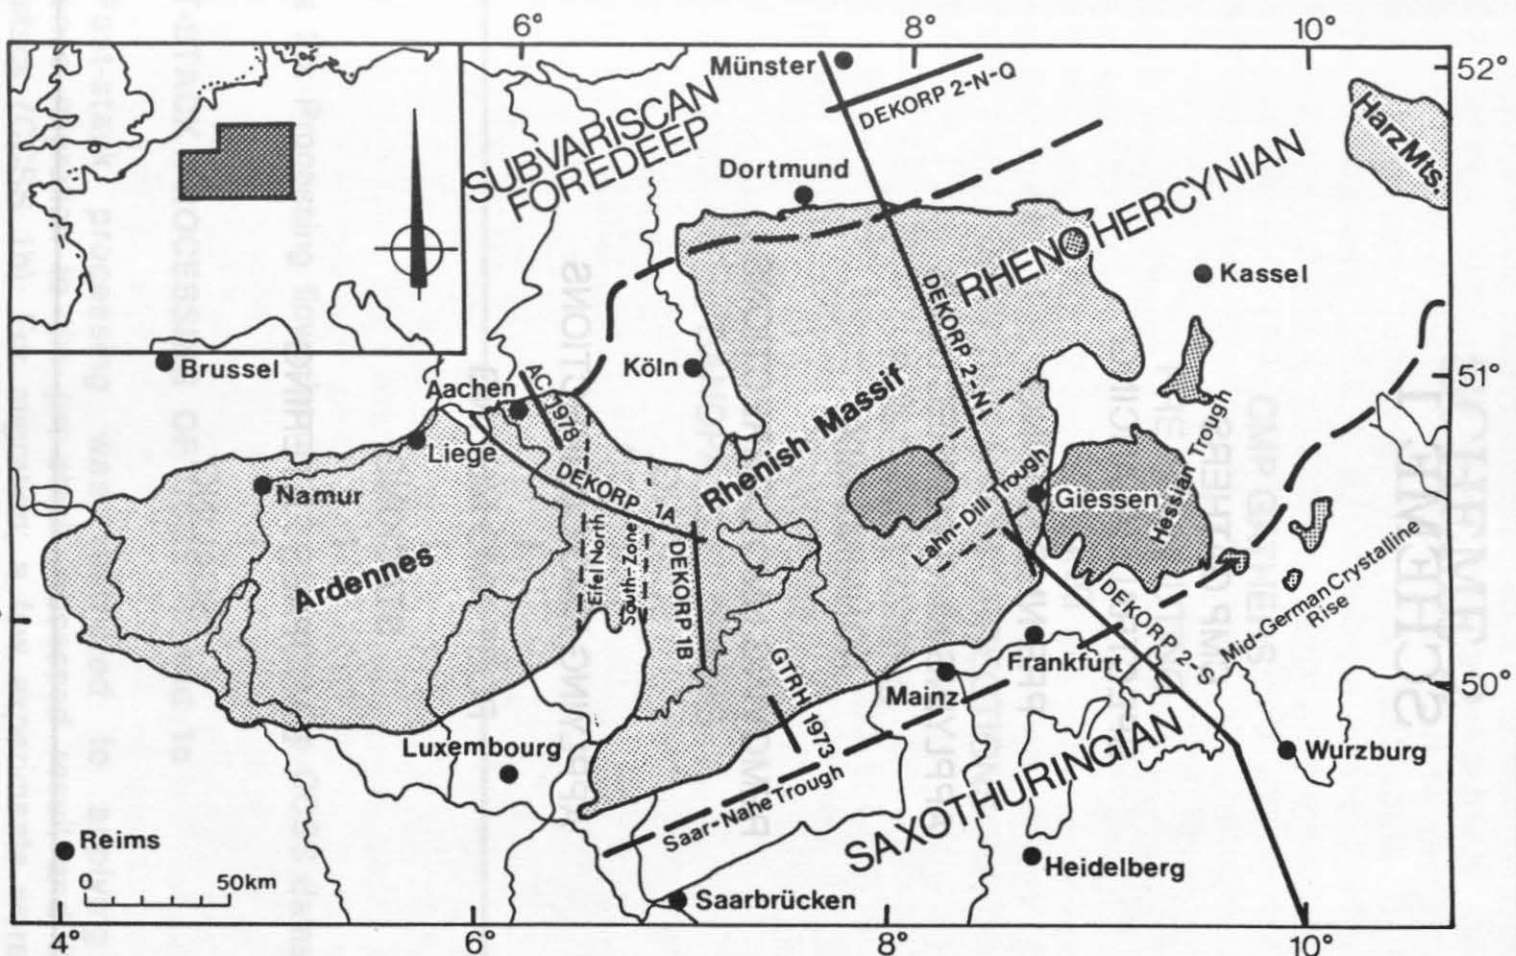 6°
8°
10°
52°
Münster
DEKORP 2-N-Q
SUBVARISCAN
FOREDEEP
Harz Mts.
Dortmund
RHENOHERCYNIAN
Kassel
DEKORP 2-N
Brussel
Köln
51°
Aachen
AC 1978
Liege
Rhenish Massif
Hessian Trough
Namur
DEKORP 1A
Lahn-Dill Trough
Giessen
Eifel North
South-Zone
Ardennes
DEKORP 1B
Mid-German Crystalline
Rise
DEKORP 2-S
GTRH 1973
Frankfurt
Mainz
50°
Luxembourg
Wurzburg
Saar-Nahe Trough
SAXOTHURINGIAN
Reims
Heidelberg
0 50km
Saarbrücken
4°
6°
8°
10°